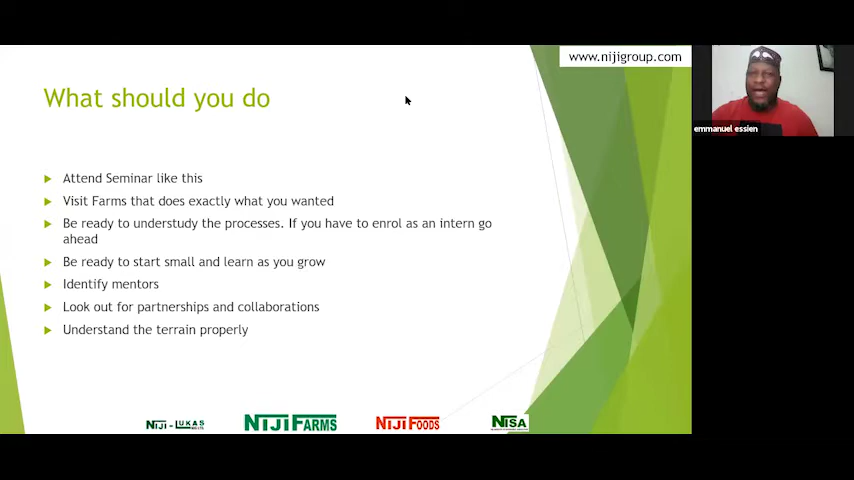 www.nijigroup.com
What should you do
emmanuel essien
Attend Seminar like this
Visit Farms that does exactly what you wanted
Be ready to understudy the processes. If you have to enrol as an intern go
ahead
Be ready to start small and learn as you grow
Identify mentors
Look out for partnerships and collaborations
Understand the terrain properly
NIJI-LUKAS
NIJI FARMS
NIJI FOODS
NISA